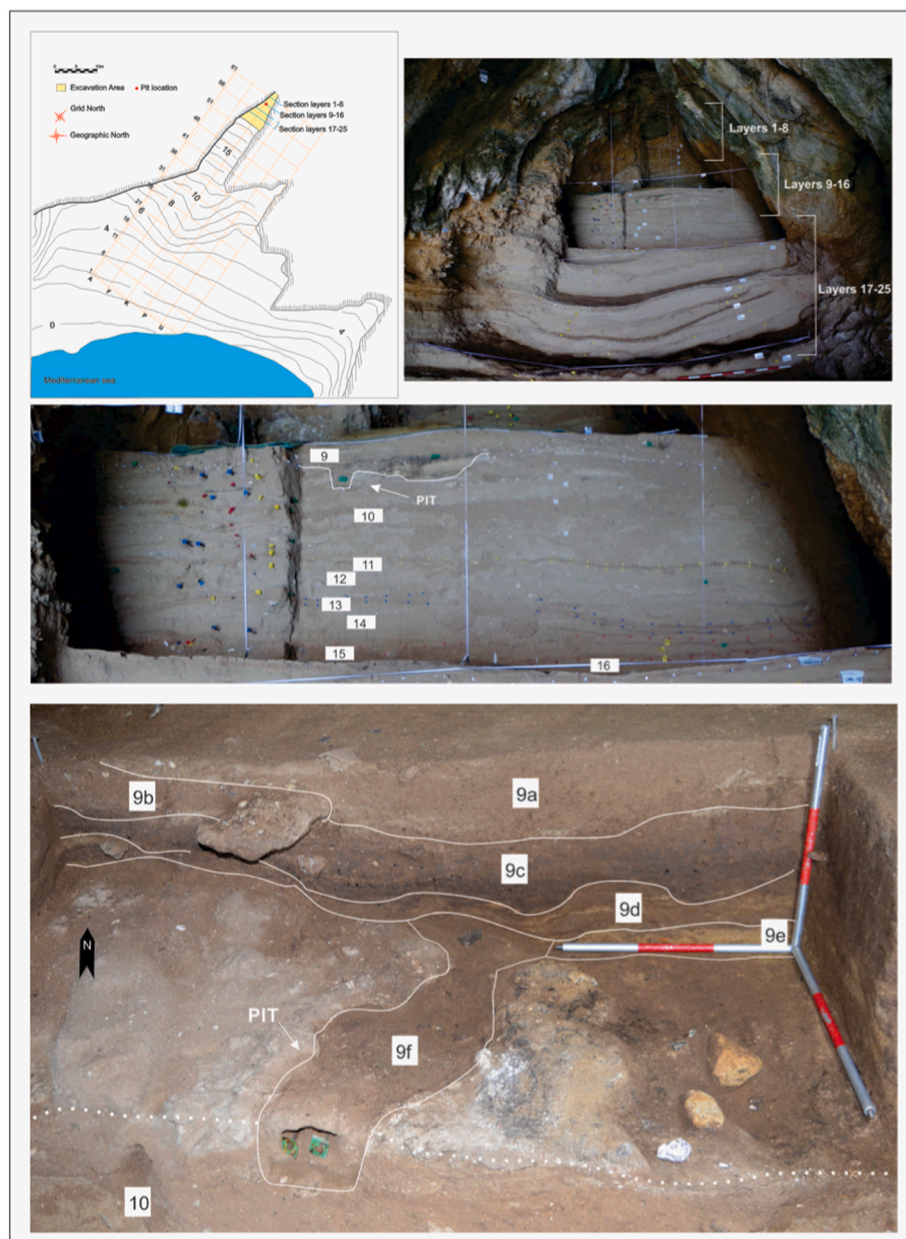 Excavation Area
Pit location
Grid North
Geographic North
Section layers 1-8
Section layers 9-16
Section layers 17-25
61
15
10
8
6
4
0
4
Mediterranean sea
Layers 1-8
Layers 9-16
Layers 17-25
9
PIT
10
11
12
13
14
15
16
9b
9a
9c
9d
9e
N
PIT
9f
10